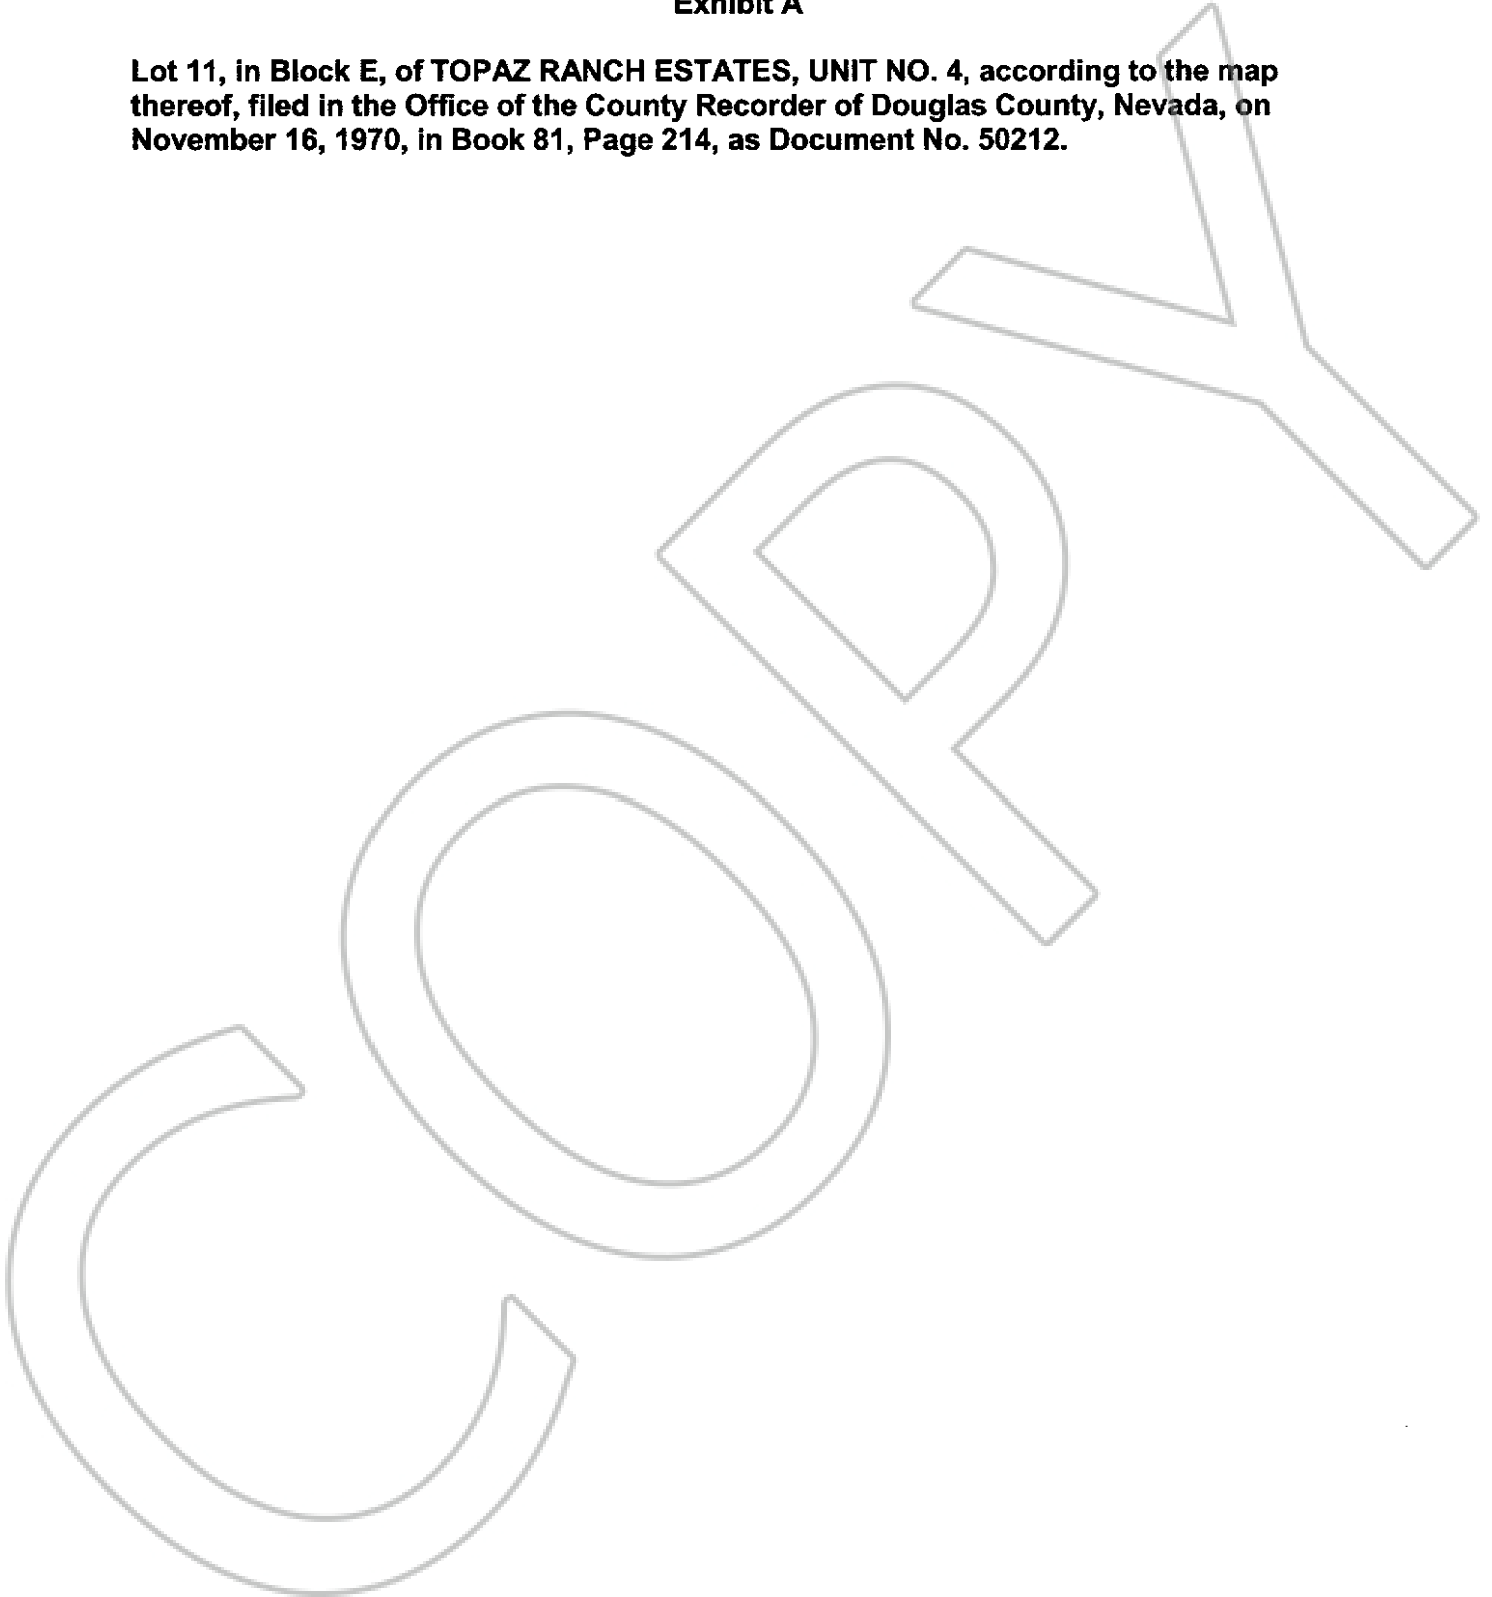 Exhibit A
Lot 11, in Block E, of TOPAZ RANCH ESTATES, UNIT NO. 4, according to the map
thereof, filed in the Office of the County Recorder of Douglas County, Nevada, on
November 16, 1970, in Book 81, Page 214, as Document No. 50212.
COPY